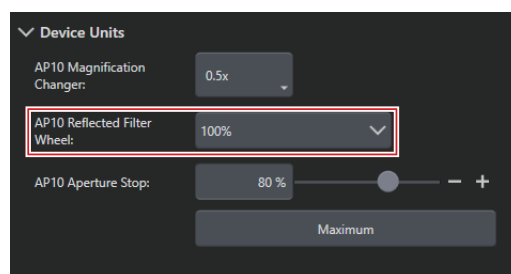 Device Units
AP10 Magnification
Changer:
0.5x
AP10 Reflected Filter
Wheel:
100%
AP10 Aperture Stop:
80 %
Maximum